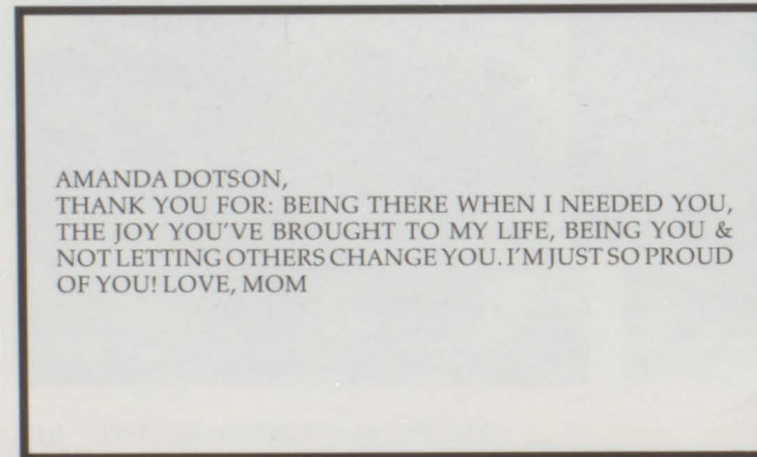 AMANDA DOTSON,
THANK YOU FOR: BEING THERE WHEN I NEEDED YOU,
THE JOY YOU'VE BROUGHT TO MY LIFE, BEING YOU &
NOT LETTING OTHERS CHANGE YOU. I'M JUST SO PROUD
OF YOU! LOVE, MOM